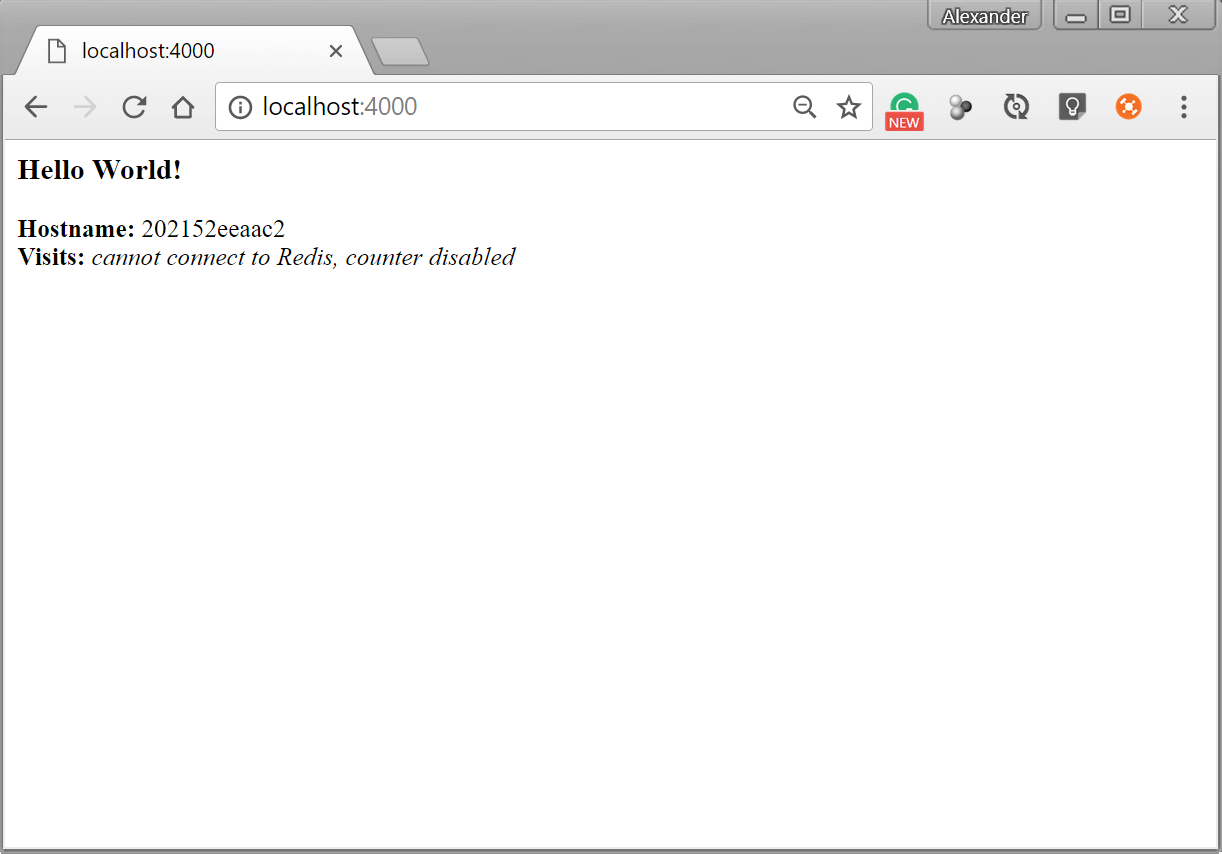 Alexander
localhost:4000
localhost:4000
NEW
Hello World!
Hostname: 202152eeaac2
Visits: cannot connect to Redis, counter disabled